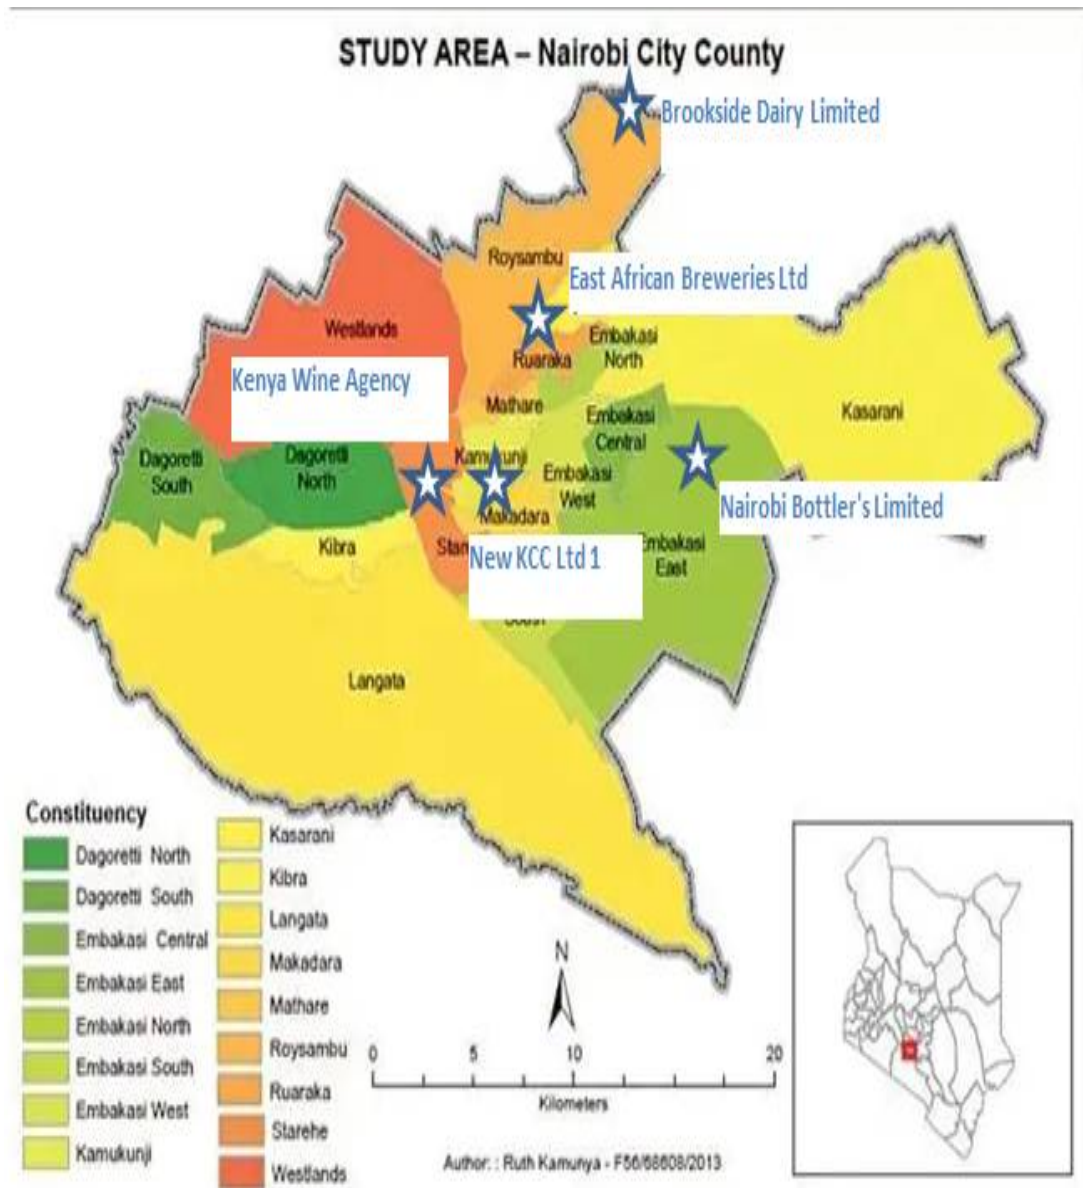 STUDY AREA – Nairobi City County
Brookside Dairy Limited
Roysambu
East African Breweries Ltd
Westlands
Embakasi
North
Ruaraka
Kenya Wine Agency
Mathare
Kasarani
Embakasi
Central
Dagoretti
South
Dagoretti
North
Kamukunji
Embakasi
West
Nairobi Bottler's Limited
Makadara
Kibra
New KCC Ltd 1
Embakasi
East
South
Langata
Constituency
Dagoretti North
Dagoretti South
Embakasi Central
Embakasi East
Embakasi North
Embakasi South
Embakasi West
Kamukunji
Kasarani
Kibra
Langata
Makadara
Mathare
Roysambu
Ruaraka
Starehe
Westlands
N
0 5 10 20
Kilometers
Author: : Ruth Kamunya - F56/68608/2013